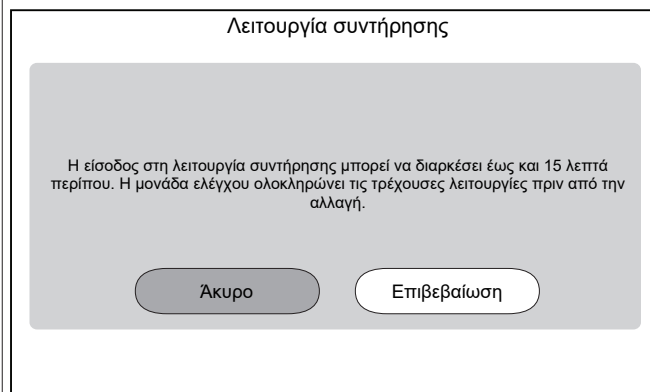 Λειτουργία συντήρησης
Η είσοδος στη λειτουργία συντήρησης μπορεί να διαρκέσει έως και 15 λεπτά
περίπου. Η μονάδα ελέγχου ολοκληρώνει τις τρέχουσες λειτουργίες πριν από την
αλλαγή.
Άκυρο
Επιβεβαίωση